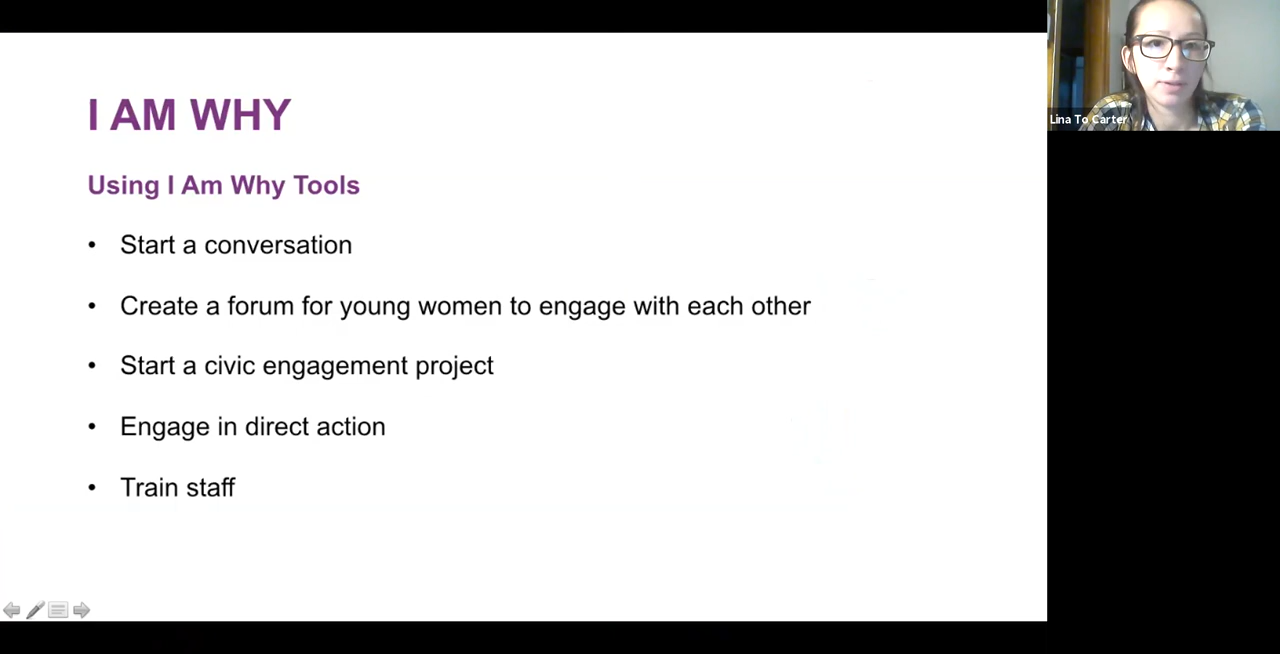 I AM WHY
Using I Am Why Tools
• Start a conversation
• Create a forum for young women to engage with each other
• Start a civic engagement project
• Engage in direct action
• Train staff
Lina To Carter